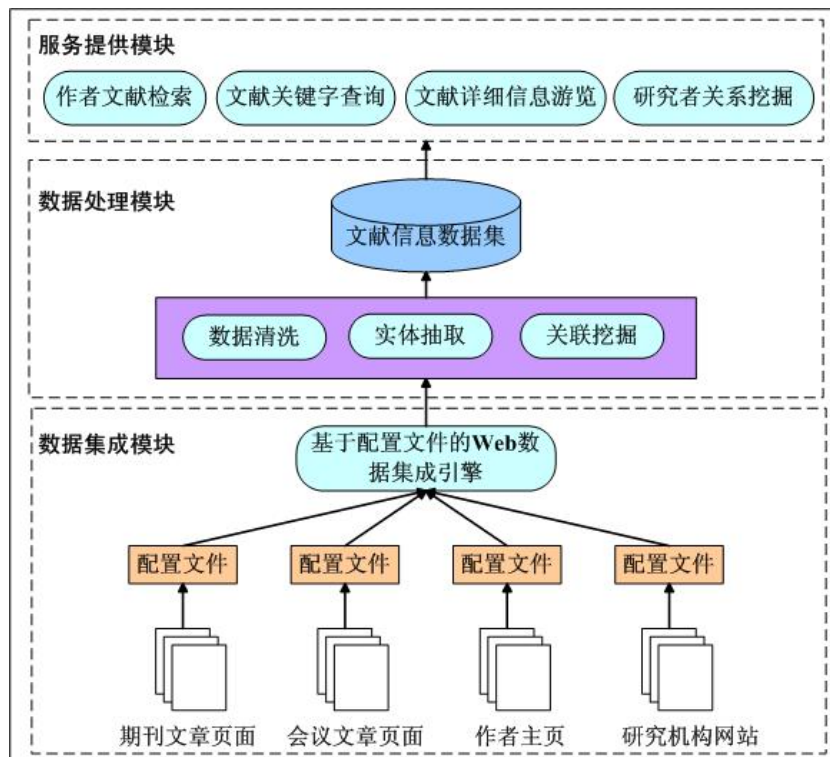 服务提供模块
作者文献检索
文献关键字查询
文献详细信息游览
研究者关系挖掘
数据处理模块
文献信息数据集
数据清洗
实体抽取
关联挖掘
数据集成模块
基于配置文件的Web数
据集成引擎
配置文件
配置文件
配置文件
配置文件
期刊文章页面
会议文章页面
作者主页
研究机构网站